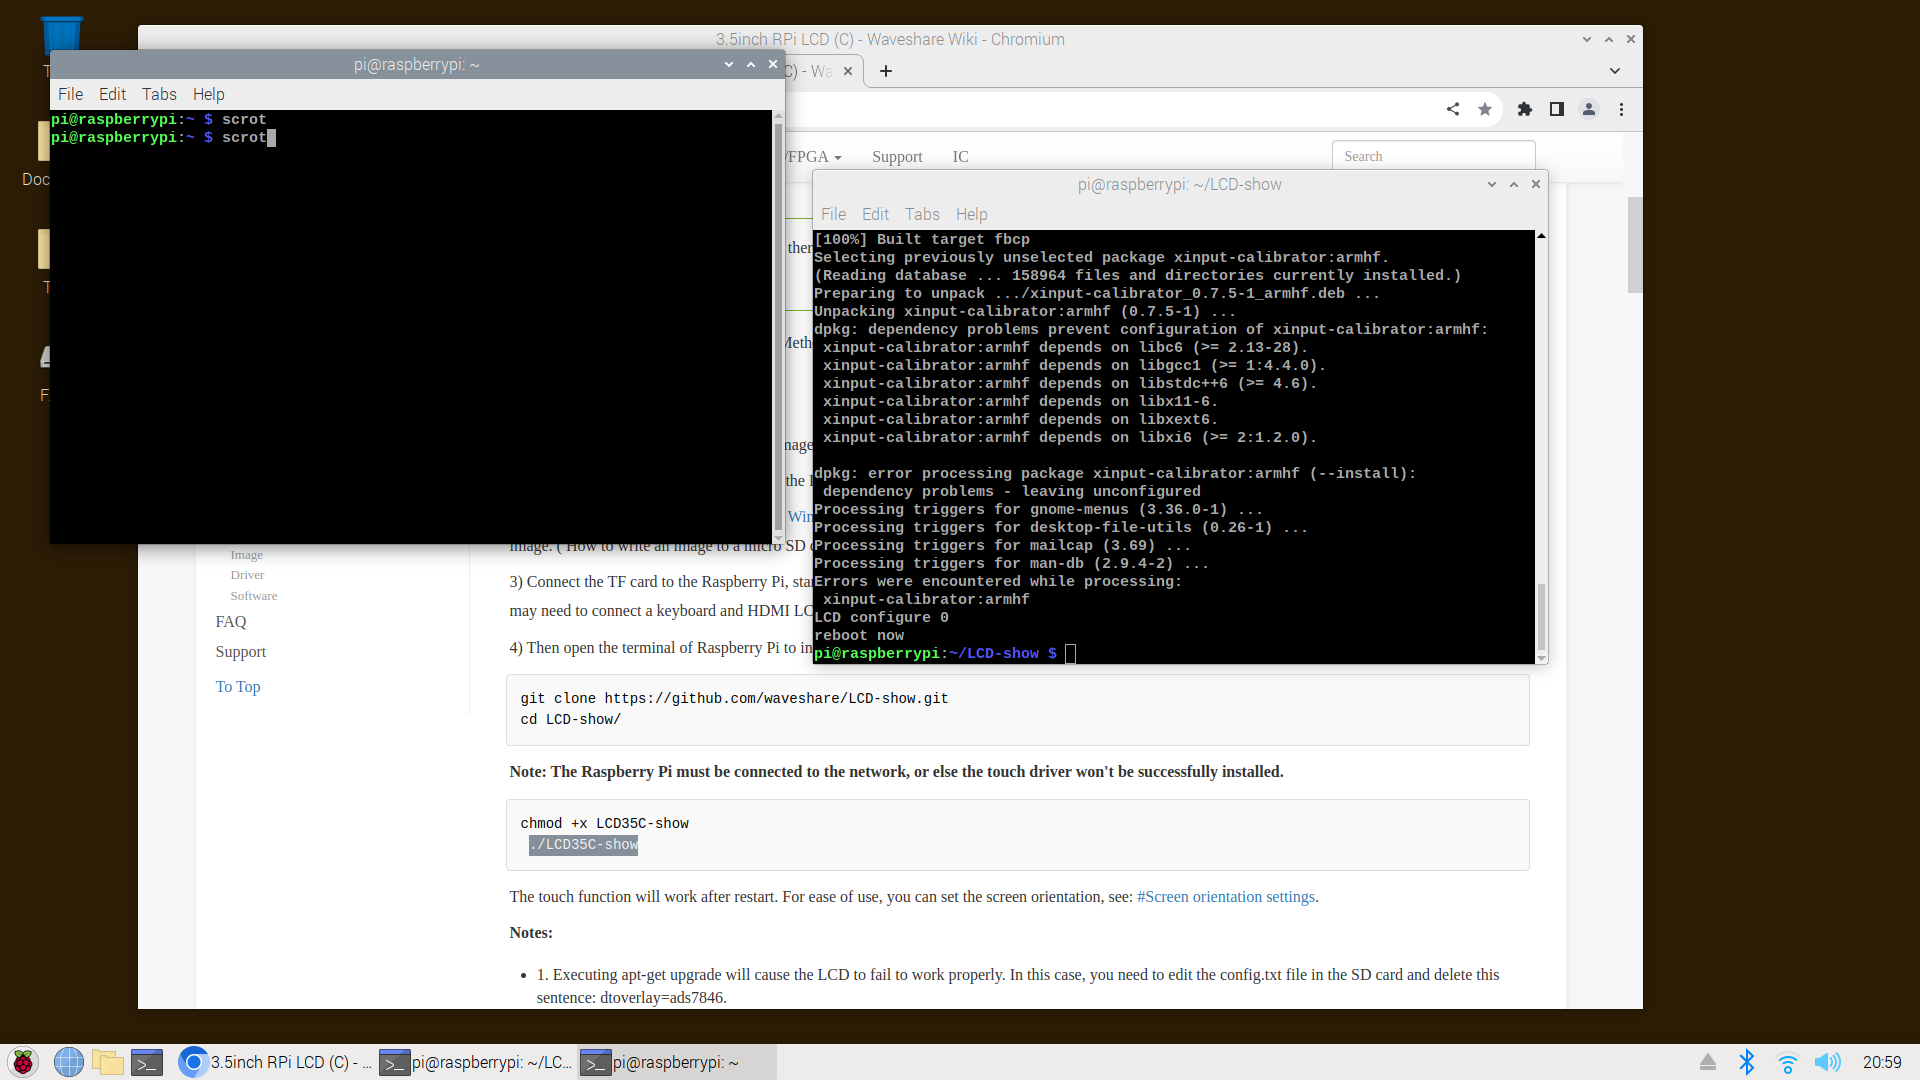 3.5inch RPi LCD (C) - Waveshare Wiki - Chromium
pi@raspberrypi: ~
C) - Wa
File Edit Tabs Help
pi@raspberrypi:~ $ scrot
pi@raspberrypi:~ $ scrot
/FPGA Support IC
Search
Doc
pi@raspberrypi: ~/LCD-show
File Edit Tabs Help
[100%] Built target fbcp
Selecting previously unselected package xinput-calibrator:armhf.
(Reading database ... 158964 files and directories currently installed.)
Preparing to unpack .../xinput-calibrator_0.7.5-1_armhf.deb ...
Unpacking xinput-calibrator:armhf (0.7.5-1) ...
dpkg: dependency problems prevent configuration of xinput-calibrator:armhf:
xinput-calibrator:armhf depends on libc6 (>= 2.13-28).
xinput-calibrator:armhf depends on libgcc1 (>= 1:4.4.0).
xinput-calibrator:armhf depends on libstdc++6 (>= 4.6).
xinput-calibrator:armhf depends on libx11-6.
xinput-calibrator:armhf depends on libxext6.
xinput-calibrator:armhf depends on libxi6 (>= 2:1.2.0).
dpkg: error processing package xinput-calibrator:armhf (--install):
dependency problems - leaving unconfigured
Processing triggers for gnome-menus (3.36.0-1) ...
Processing triggers for desktop-file-utils (0.26-1) ...
Processing triggers for mailcap (3.69) ...
Processing triggers for man-db (2.9.4-2) ...
Errors were encountered while processing:
xinput-calibrator:armhf
LCD configure 0
reboot now
pi@raspberrypi:~/LCD-show $
ther
Meth
mage
the
Win
image. ( How to write an image to a micro SD
Image
Driver
Software
FAQ
Support
To Top
3) Connect the TF card to the Raspberry Pi, sta
may need to connect a keyboard and HDMI LC
4) Then open the terminal of Raspberry Pi to in
git clone https://github.com/waveshare/LCD-show.git
cd LCD-show/
Note: The Raspberry Pi must be connected to the network, or else the touch driver won't be successfully installed.
chmod +x LCD35C-show
./LCD35C-show
The touch function will work after restart. For ease of use, you can set the screen orientation, see: #Screen orientation settings.
Notes:
1. Executing apt-get upgrade will cause the LCD to fail to work properly. In this case, you need to edit the config.txt file in the SD card and delete this
sentence: dtoverlay=ads7846.
3.5inch RPi LCD (C) - ... pi@raspberrypi: ~/LC... pi@raspberrypi: ~ 20:59